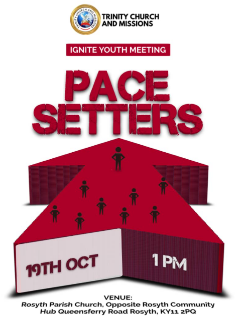 TRINITY CHURCH
AND MISSIONS
IGNITE YOUTH MEETING
PACE
SETTERS
19TH OCT
1 PM
VENUE:
Rosyth Parish Church, Opposite Rosyth Community
Hub Queensferry Road Rosyth, KY11 2PQ